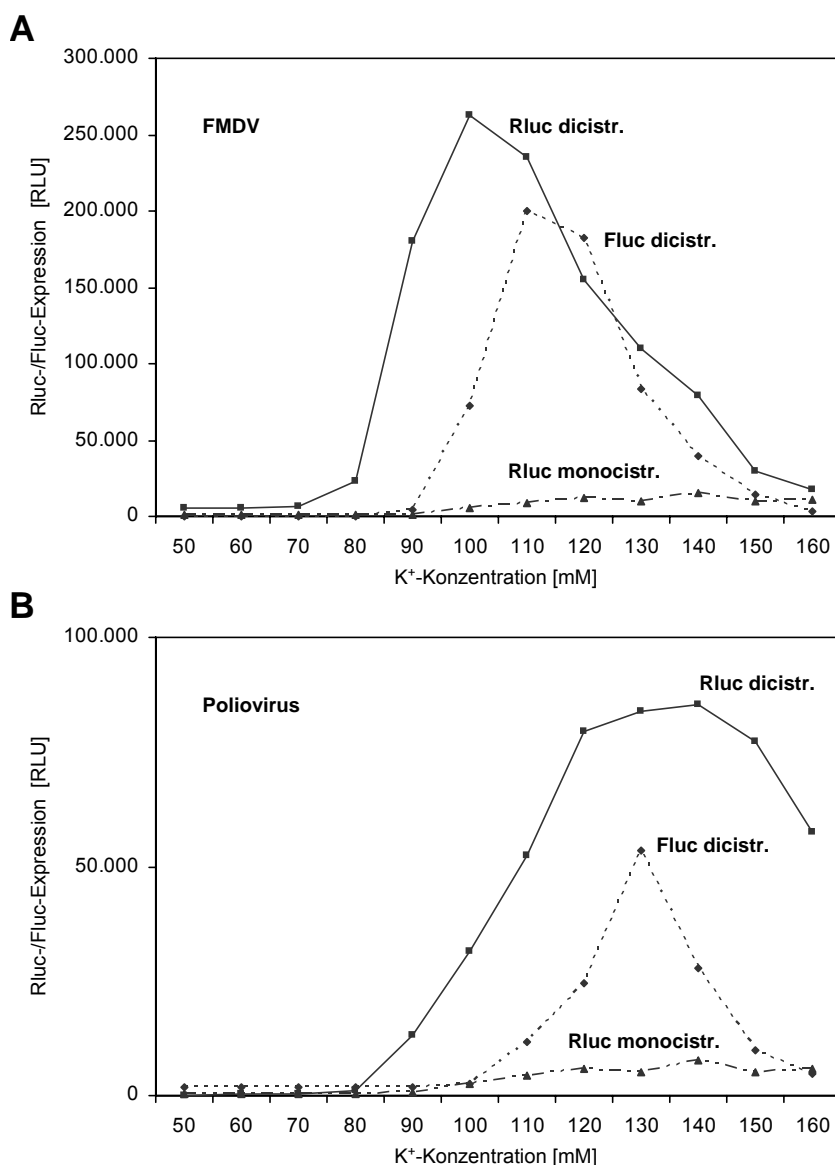 A
300.000
250.000
200.000
150.000
100.000
50.000
0
Rluc-/Fluc-Expression [RLU]
FMDV
Rluc dicistr.
Fluc dicistr.
Rluc monocistr.
50 60 70 80 90 100 110 120 130 140 150 160
K⁺-Konzentration [mM]
B
100.000
50.000
0
Rluc-/Fluc-Expression [RLU]
Poliovirus
Rluc dicistr.
Fluc dicistr.
Rluc monocistr.
50 60 70 80 90 100 110 120 130 140 150 160
K⁺-Konzentration [mM]